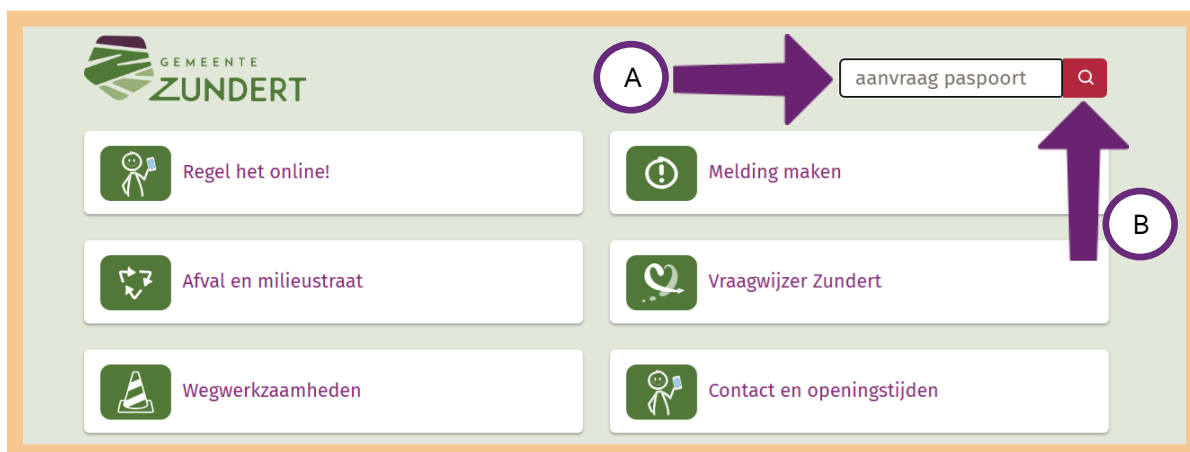 GEMEENTE
ZUNDERT
A
aanvraag paspoort
Regel het online!
Melding maken
B
Afval en milieustraat
Vraagwijzer Zundert
Wegwerkzaamheden
Contact en openingstijden